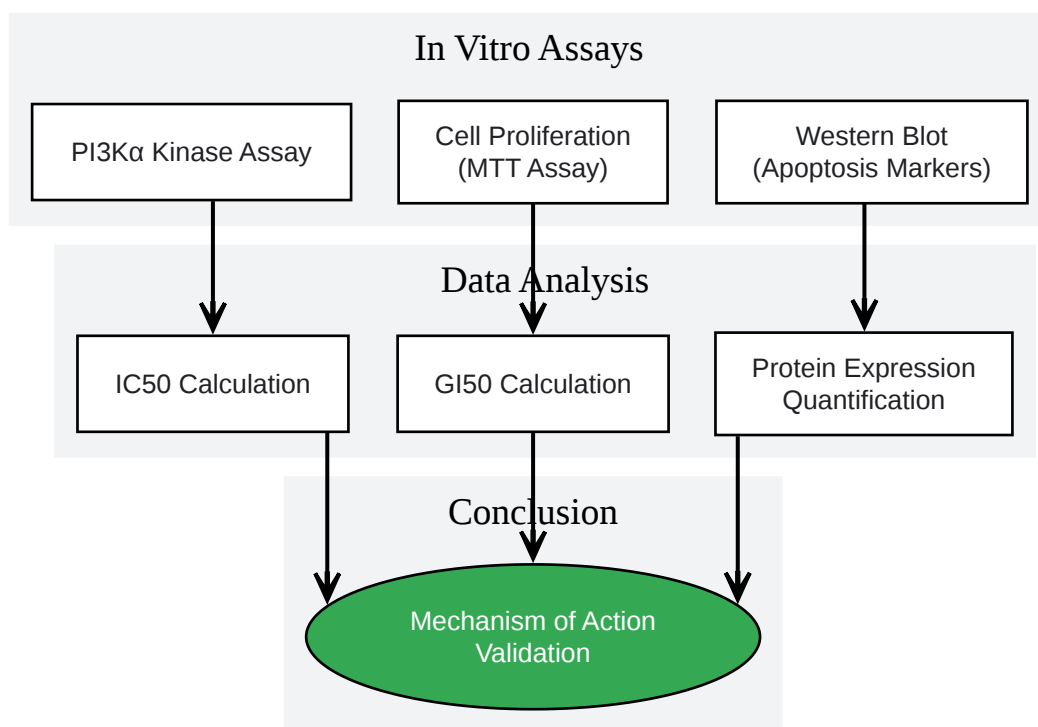 In Vitro Assays
PI3Kα Kinase Assay
Cell Proliferation
(MTT Assay)
Western Blot
(Apoptosis Markers)
Data Analysis
IC50 Calculation
GI50 Calculation
Protein Expression
Quantification
Conclusion
Mechanism of Action
Validation